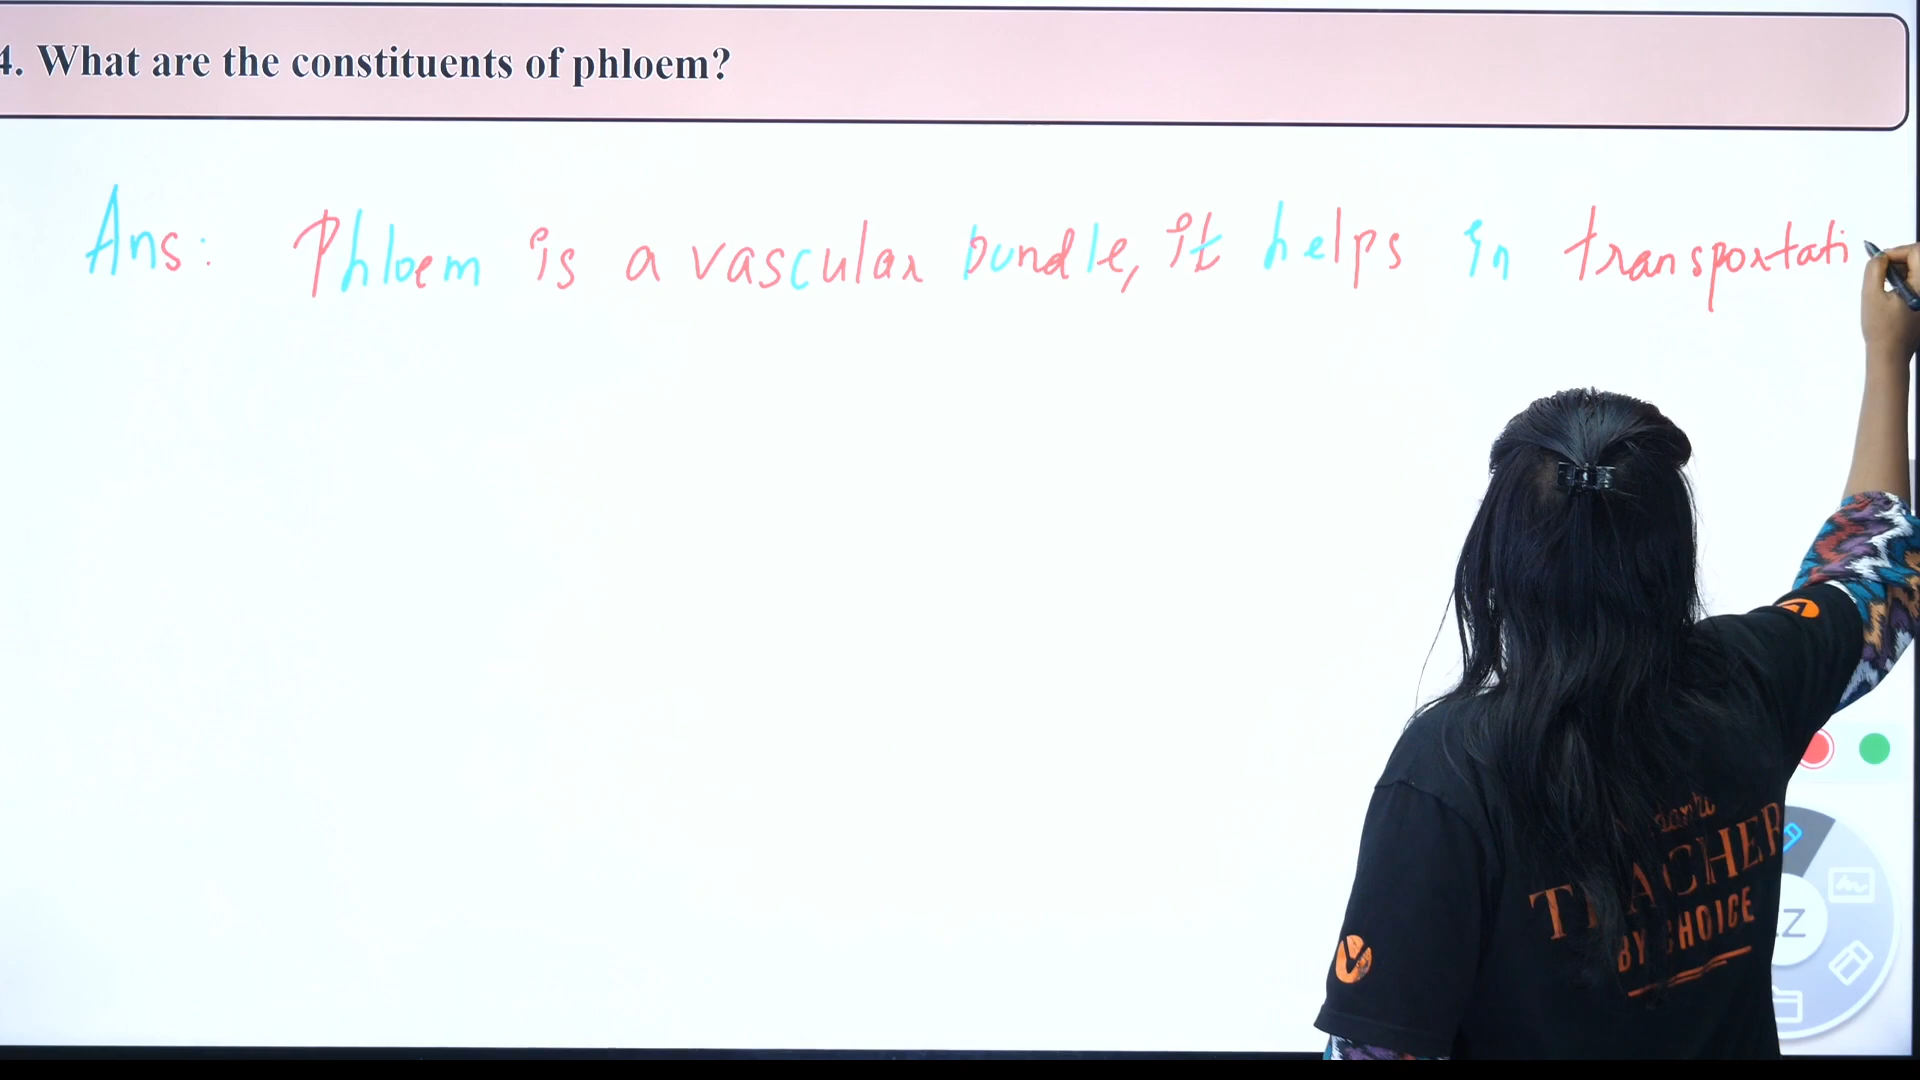 4. What are the constituents of phloem?
Ans: Phloem is a vascular bundle, it helps in transportati
TEACHER
BY CHOICE